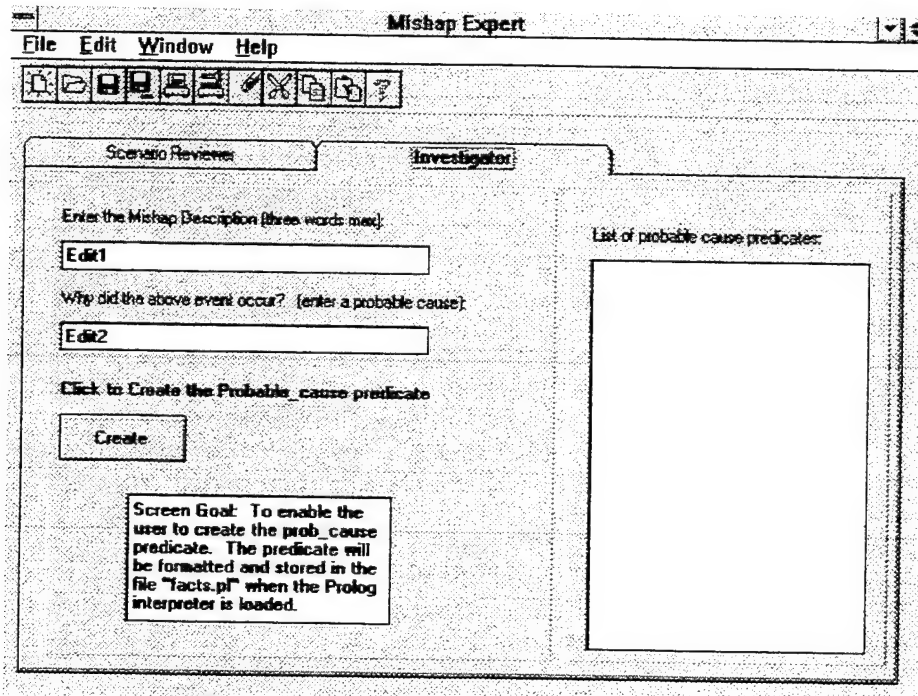 Mishap Expert
File Edit Window Help
Scenario Reviewer
Investigator
Enter the Mishap Description (three words max):
Edit1
Why did the above event occur? (enter a probable cause):
Edit2
Click to Create the Probable_cause predicate
Create
Screen Goal: To enable the
user to create the prob_cause
predicate. The predicate will
be formatted and stored in the
file "facts.pl" when the Prolog
interpreter is loaded.
List of probable cause predicates: